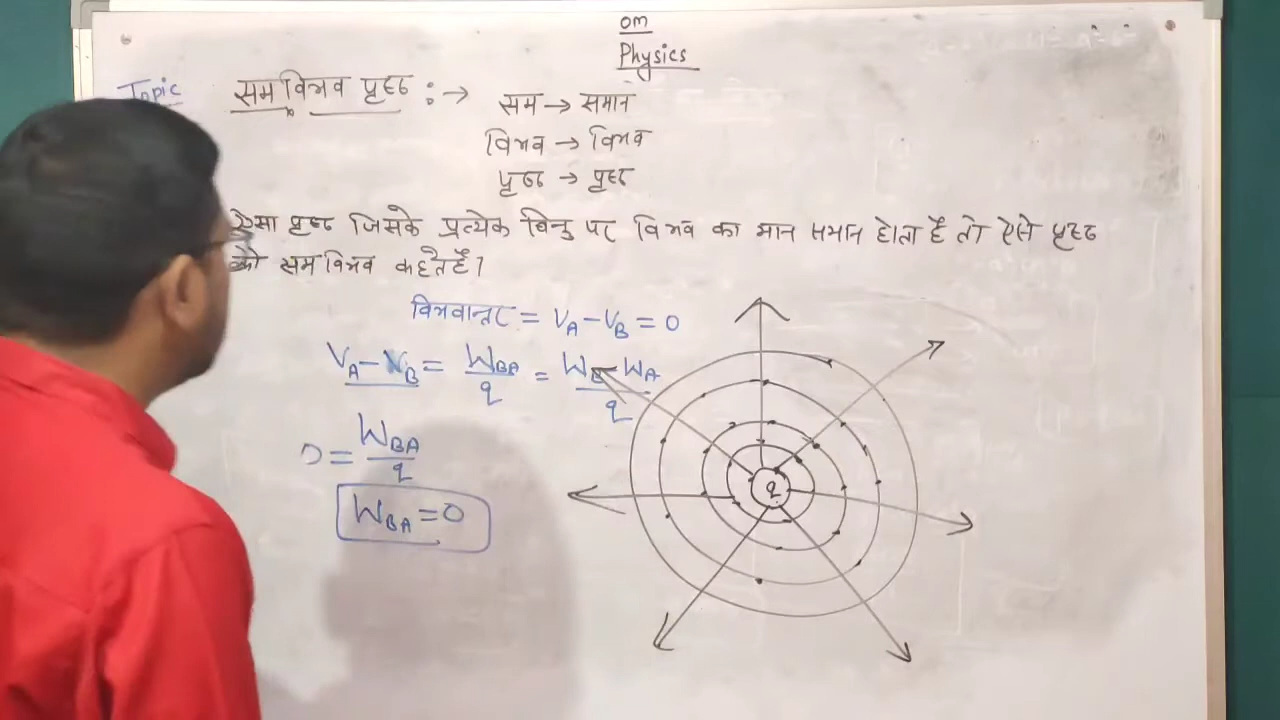 om
Physics
Topic समविभव पृष्ठ :→ सम → समान
विभव → विभव
पृष्ठ → पृष्ठ
ऐसा पृष्ठ जिसके प्रत्येक बिन्दु पर विभव का मान समान होता है तो ऐसे पृष्ठ
को समविभव कहते हैं।
विभवान्तर = V_A - V_B = 0
V_A - V_B = W_BA / q = W_B - W_A / q
0 = W_BA / q
W_BA = 0
q